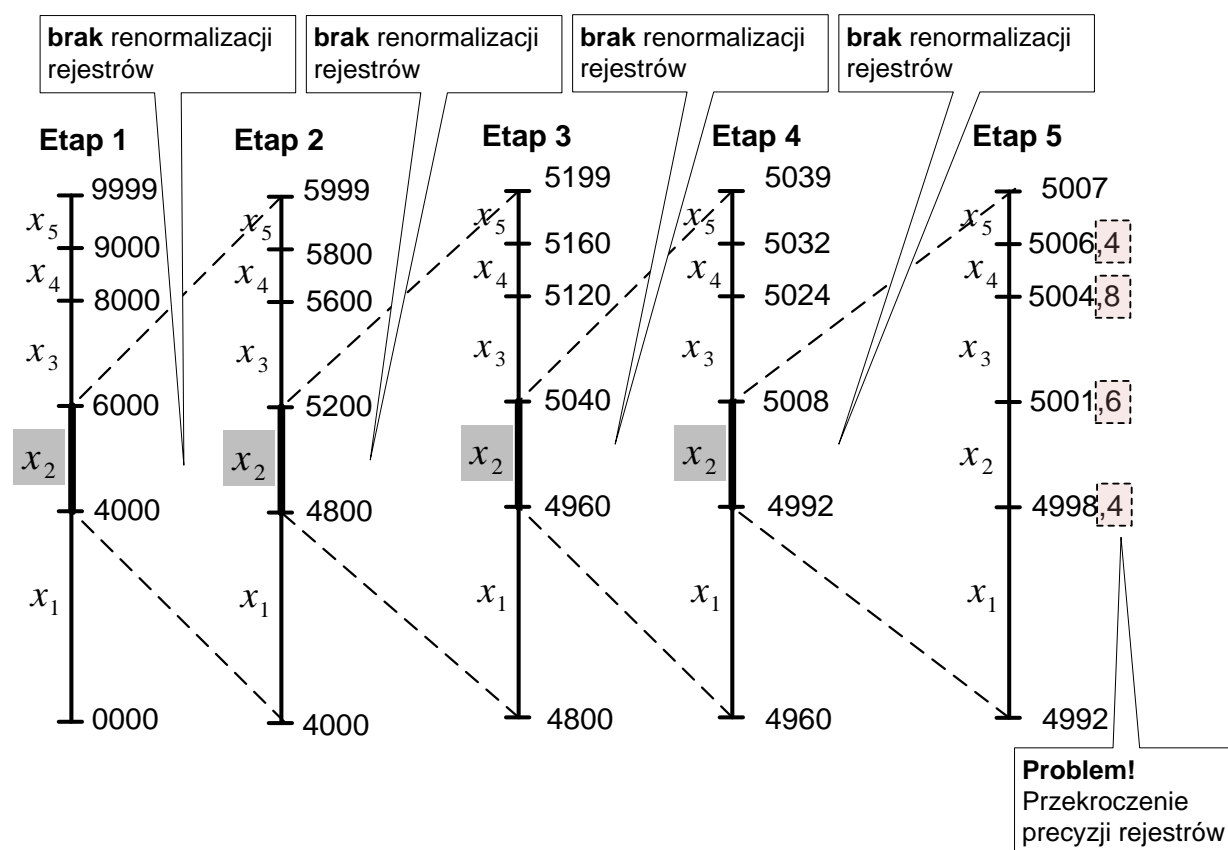 brak renormalizacji
rejestrów
brak renormalizacji
rejestrów
brak renormalizacji
rejestrów
brak renormalizacji
rejestrów
Etap 1
9999
x5
9000
x4
8000
x3
6000
x2
4000
x1
0000
Etap 2
5999
x5
5800
x4
5600
x3
5200
x2
4800
x1
4000
Etap 3
5199
x5
5160
x4
5120
x3
5040
x2
4960
x1
4800
Etap 4
5039
x5
5032
x4
5024
x3
5008
x2
4992
x1
4960
Etap 5
5007
x5
5006,4
x4
5004,8
x3
5001,6
x2
4998,4
x1
4992
Problem!
Przekroczenie
precyzji rejestrów